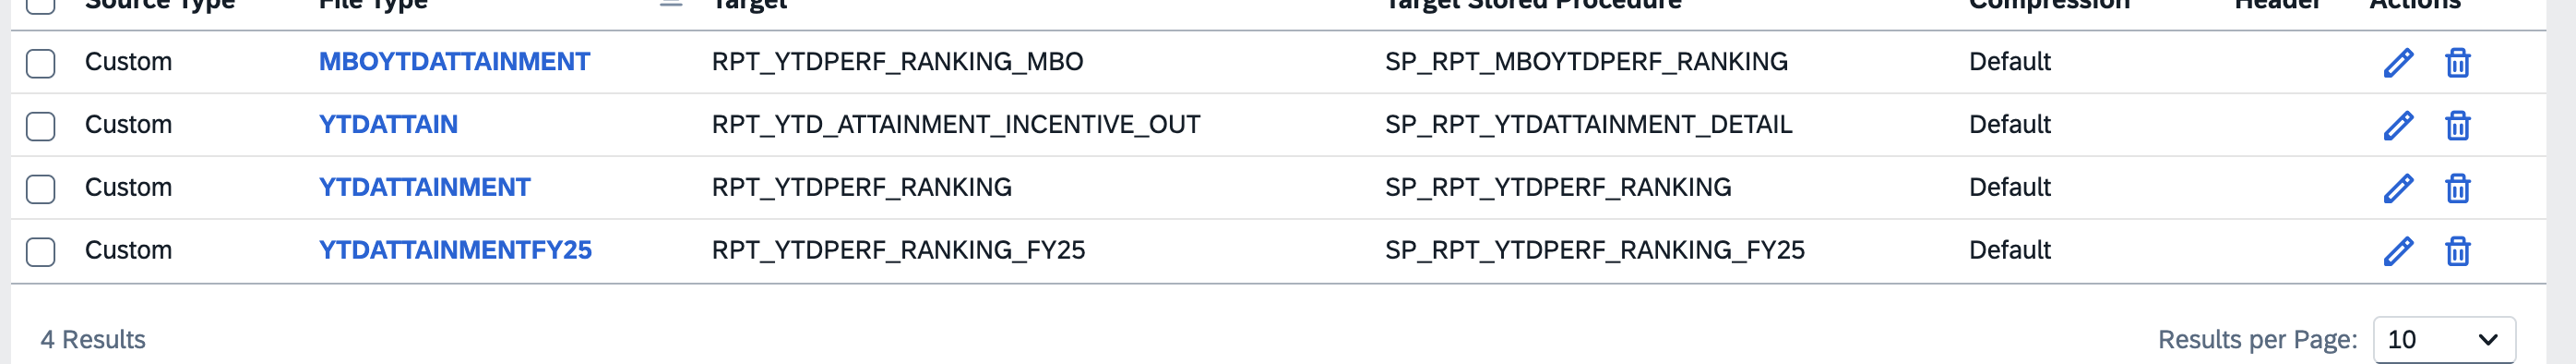 Source Type File Type Target Target Stored Procedure Compression Header Actions
Custom MBOYTDATTAINMENT RPT_YTDPERF_RANKING_MBO SP_RPT_MBOYTDPERF_RANKING Default
Custom YTDATTAIN RPT_YTD_ATTAINMENT_INCENTIVE_OUT SP_RPT_YTDATTAINMENT_DETAIL Default
Custom YTDATTAINMENT RPT_YTDPERF_RANKING SP_RPT_YTDPERF_RANKING Default
Custom YTDATTAINMENTFY25 RPT_YTDPERF_RANKING_FY25 SP_RPT_YTDPERF_RANKING_FY25 Default
4 Results Results per Page: 10